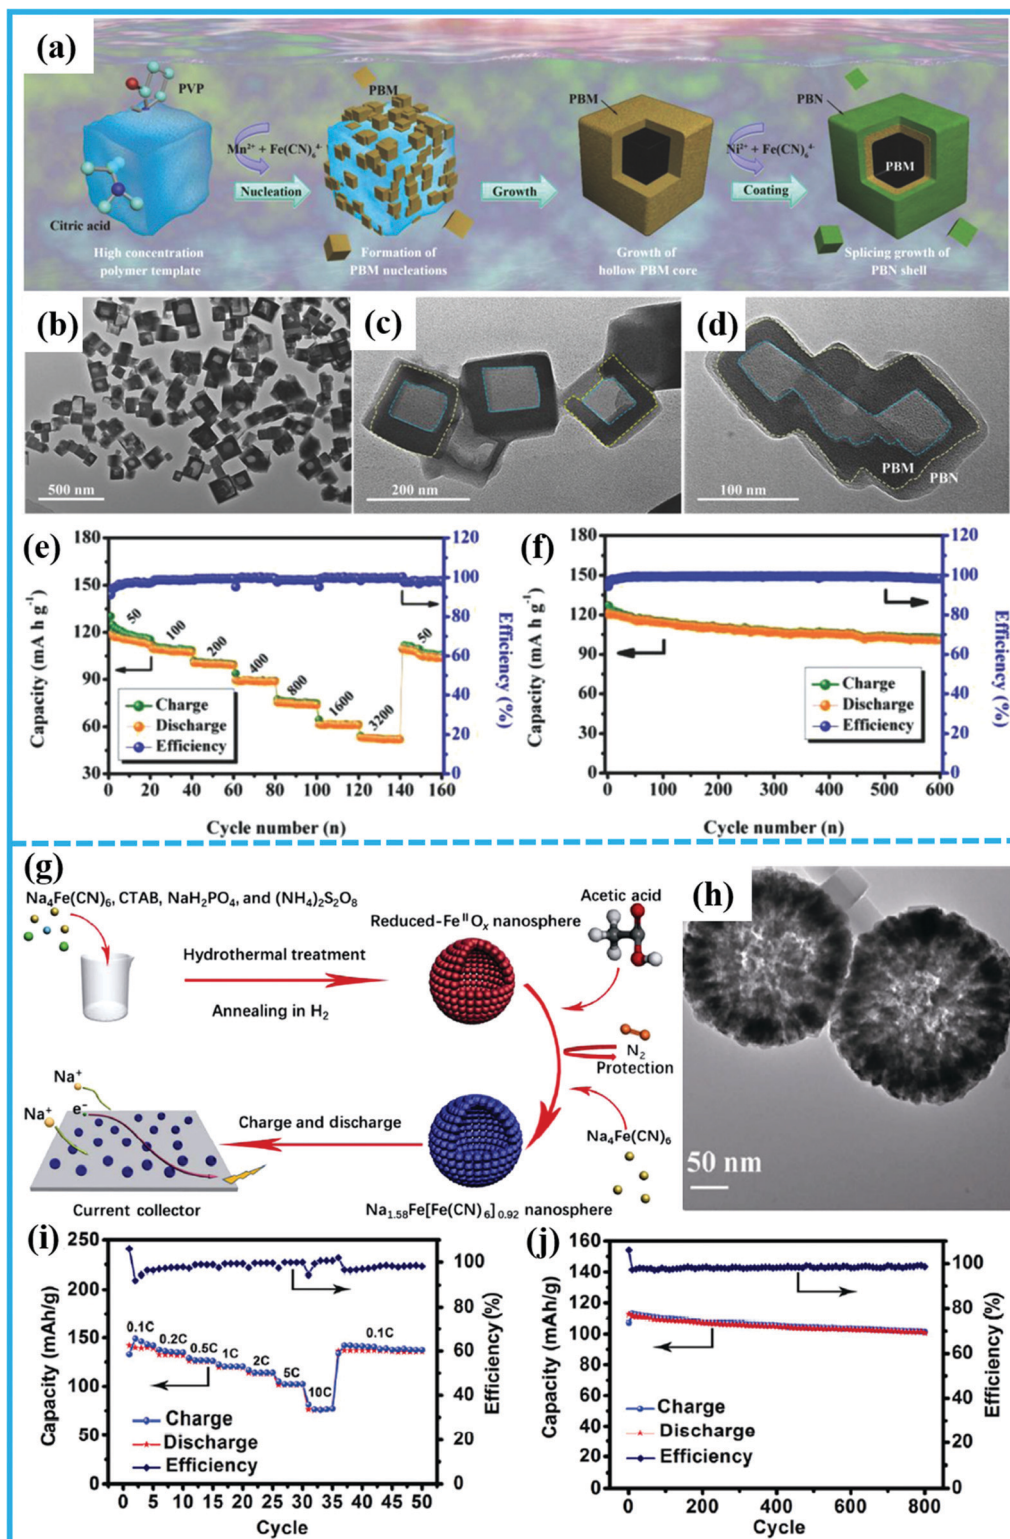 (a)
PVP
PBM
PBM
PBN
Mn²⁺ + Fe(CN)₆⁴⁻
Ni²⁺ + Fe(CN)₆⁴⁻
PBM
Nucleation
Growth
Coating
Citric acid
High concentration
polymer template
Formation of
PBM nucleations
Growth of
hollow PBM core
Splicing growth of
PBN shell
(b)
500 nm
(c)
200 nm
(d)
PBM
PBN
100 nm
(e)
180
150
120
90
60
30
Capacity (mA h g⁻¹)
50
100
200
400
800
1600
3200
50
Charge
Discharge
Efficiency
120
100
80
60
40
20
0
Efficiency (%)
0 20 40 60 80 100 120 140 160
Cycle number (n)
(f)
180
150
120
90
60
30
0
Capacity (mA h g⁻¹)
Charge
Discharge
Efficiency
120
100
80
60
40
20
0
Efficiency (%)
0 100 200 300 400 500 600
Cycle number (n)
(g)
Na₄Fe(CN)₆, CTAB, NaH₂PO₄, and (NH₄)₂S₂O₈
Hydrothermal treatment
Annealing in H₂
Reduced-FeᴵᴵOₓ nanosphere
Acetic acid
N₂
Protection
Na₄Fe(CN)₆
Na⁺
Na⁺
e⁻
Charge and discharge
Current collector
Na₁.₅₈Fe[Fe(CN)₆]₀.₉₂ nanosphere
(h)
50 nm
(i)
250
200
150
100
75
50
0
Capacity (mAh/g)
0.1C
0.2C
0.5C
1C
2C
5C
10C
0.1C
Charge
Discharge
Efficiency
100
80
60
40
20
0
Efficiency (%)
0 5 10 15 20 25 30 35 40 45 50
Cycle
(j)
160
140
120
100
80
60
40
20
0
Capacity (mAh/g)
Charge
Discharge
Efficiency
100
80
60
40
20
0
Efficiency (%)
0 200 400 600 800
Cycle